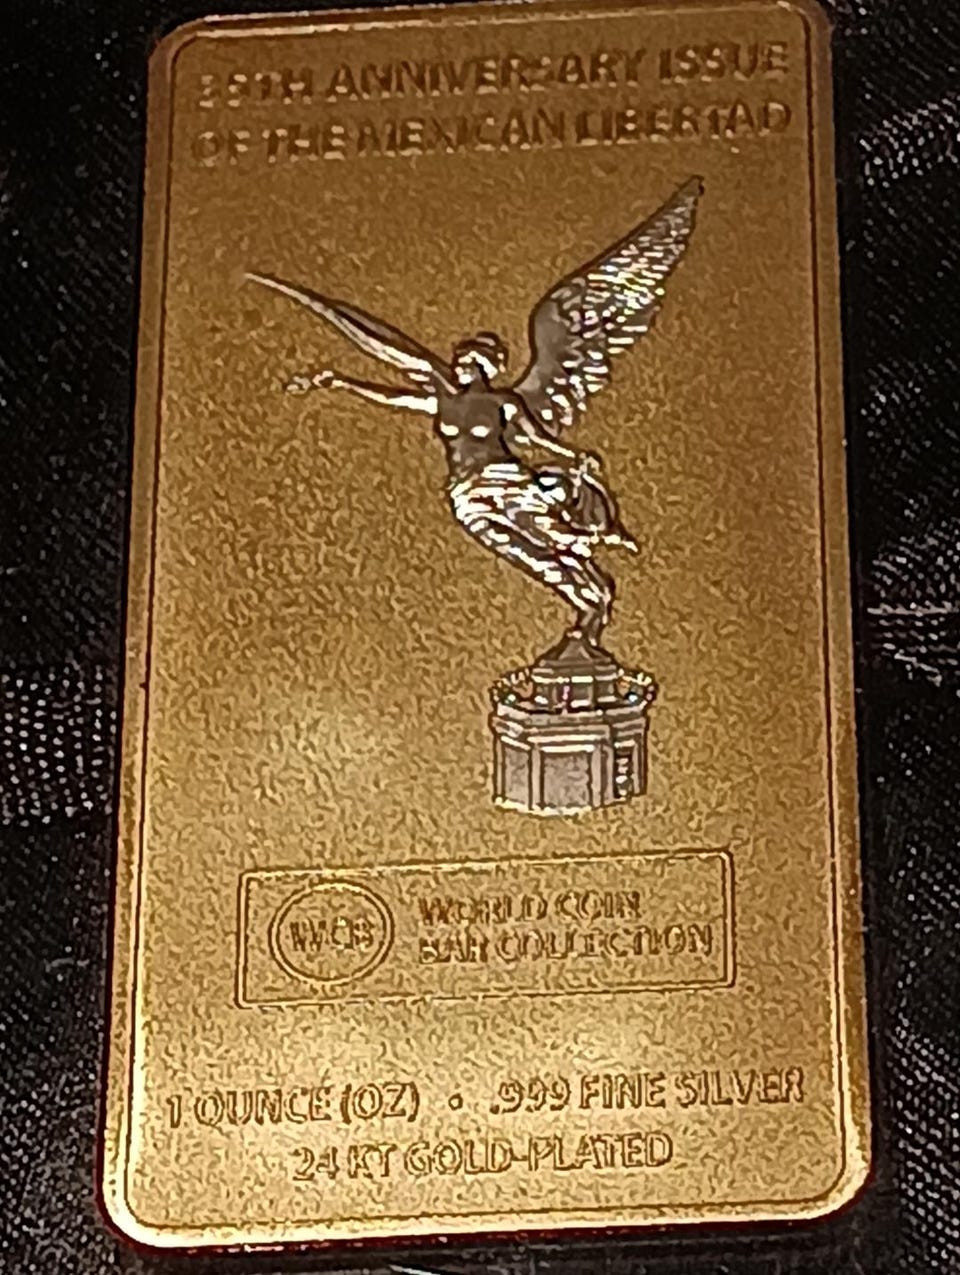 35TH ANNIVERSARY ISSUE
OF THE MEXICAN LIBERTAD
WCB
WORLD COIN
BAR COLLECTION
1 OUNCE (OZ) • .999 FINE SILVER
24 KT GOLD-PLATED